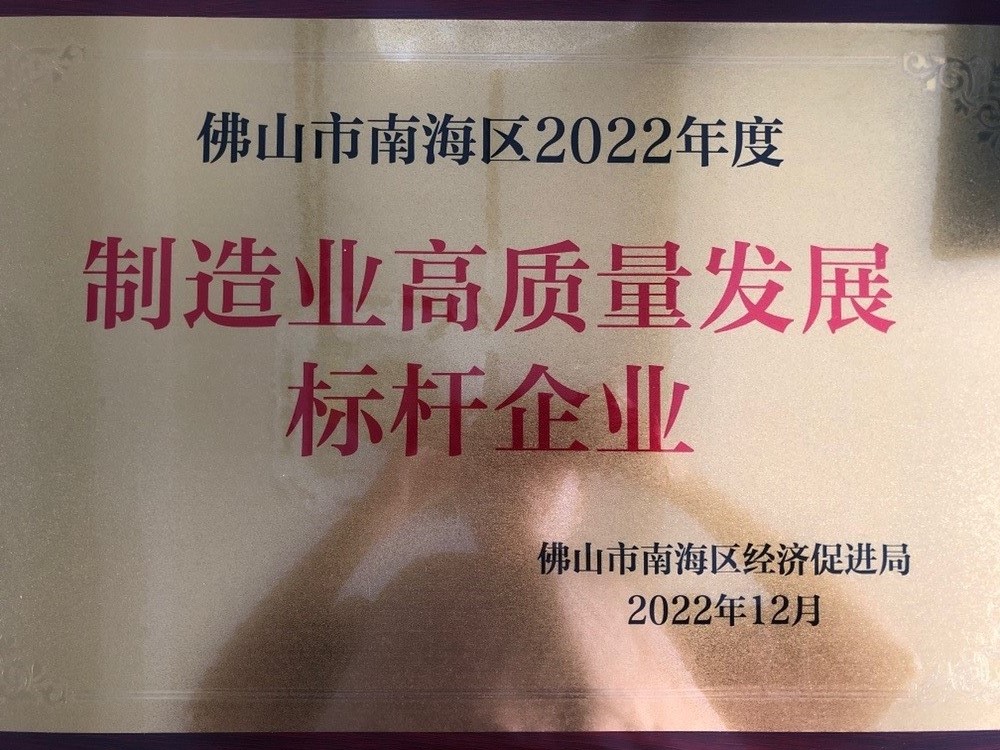 佛山市南海区2022年度
制造业高质量发展
标杆企业
佛山市南海区经济促进局
2022年12月